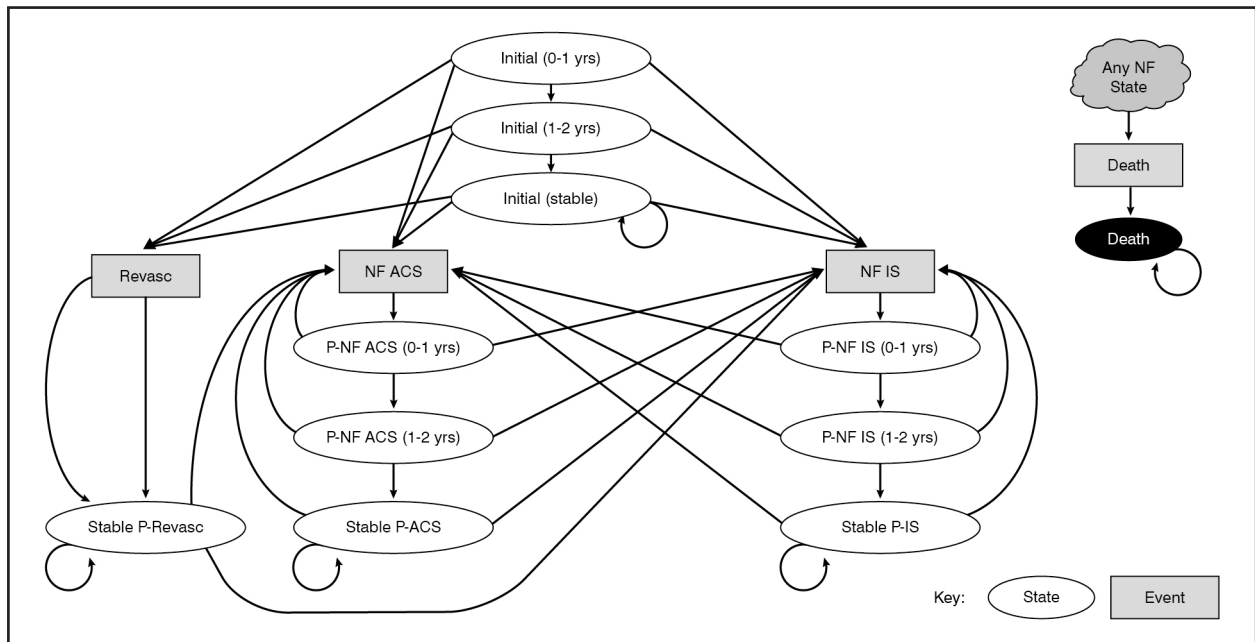 Initial (0-1 yrs)
Initial (1-2 yrs)
Initial (stable)
Any NF
State
Death
Death
Revasc
NF ACS
NF IS
P-NF ACS (0-1 yrs)
P-NF IS (0-1 yrs)
P-NF ACS (1-2 yrs)
P-NF IS (1-2 yrs)
Stable P-Revasc
Stable P-ACS
Stable P-IS
Key:
State
Event